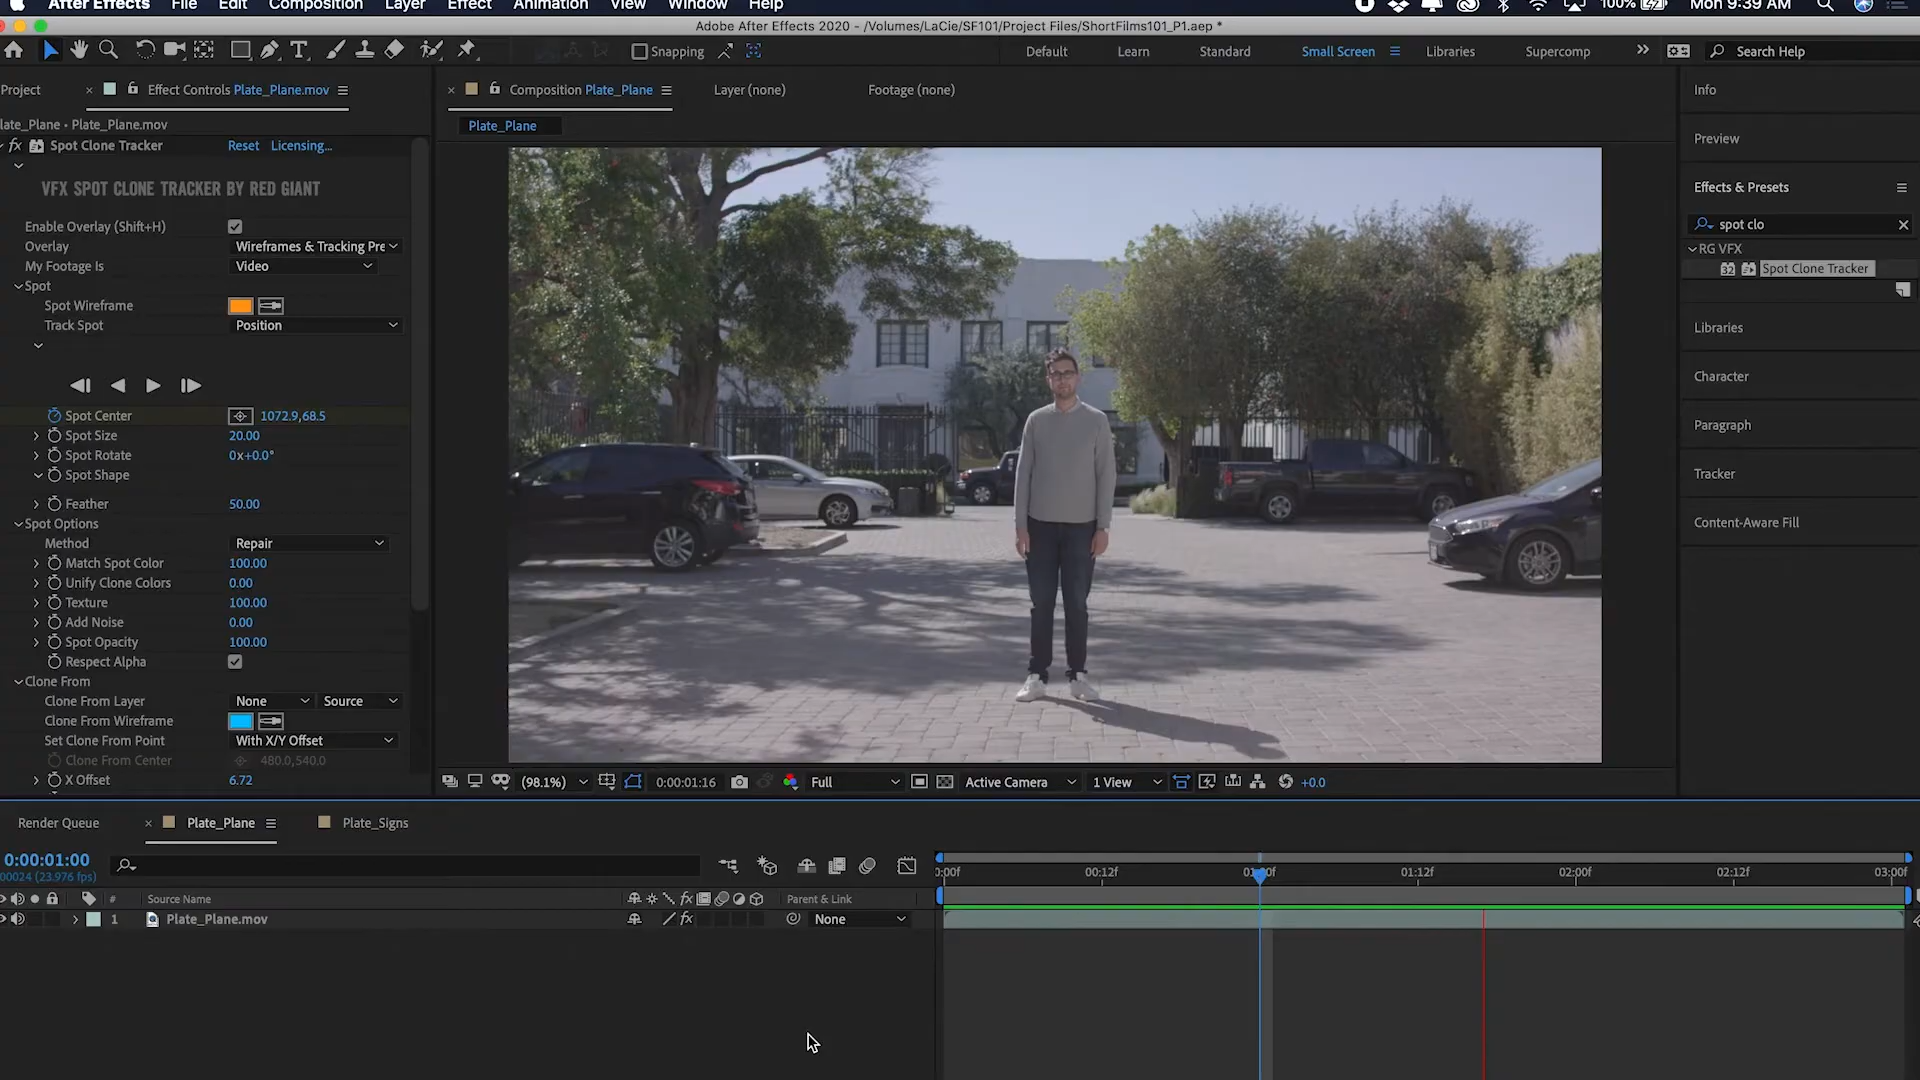 After Effects File Edit Composition Layer Effect Animation View Window Help 100% Mon 9:39 AM
Adobe After Effects 2020 - /Volumes/LaCie/SF101/Project Files/ShortFilms101_P1.aep *
Snapping Default Learn Standard Small Screen Libraries Supercomp Search Help
Project Effect Controls Plate_Plane.mov
Composition Plate_Plane Layer (none) Footage (none)
late_Plane • Plate_Plane.mov
Plate_Plane
fx Spot Clone Tracker Reset Licensing...
VFX SPOT CLONE TRACKER BY RED GIANT
Enable Overlay (Shift+H)
Overlay Wireframes & Tracking Pre
My Footage Is Video
Spot
Spot Wireframe
Track Spot Position
Spot Center 1072.9,68.5
Spot Size 20.00
Spot Rotate 0x+0.0°
Spot Shape
Feather 50.00
Spot Options
Method Repair
Match Spot Color 100.00
Unify Clone Colors 0.00
Texture 100.00
Add Noise 0.00
Spot Opacity 100.00
Respect Alpha
Clone From
Clone From Layer None Source
Clone From Wireframe
Set Clone From Point With X/Y Offset
Clone From Center 480.0,540.0
X Offset 6.72
(98.1%) 0:00:01:16 Full Active Camera 1 View +0.0
Info
Preview
Effects & Presets
spot clo
RG VFX
32 Spot Clone Tracker
Libraries
Character
Paragraph
Tracker
Content-Aware Fill
Render Queue Plate_Plane Plate_Signs
0:00:01:00
00024 (23.976 fps)
:00f 00:12f 01:00f 01:12f 02:00f 02:12f 03:00f
# Source Name fx Parent & Link
1 Plate_Plane.mov fx None